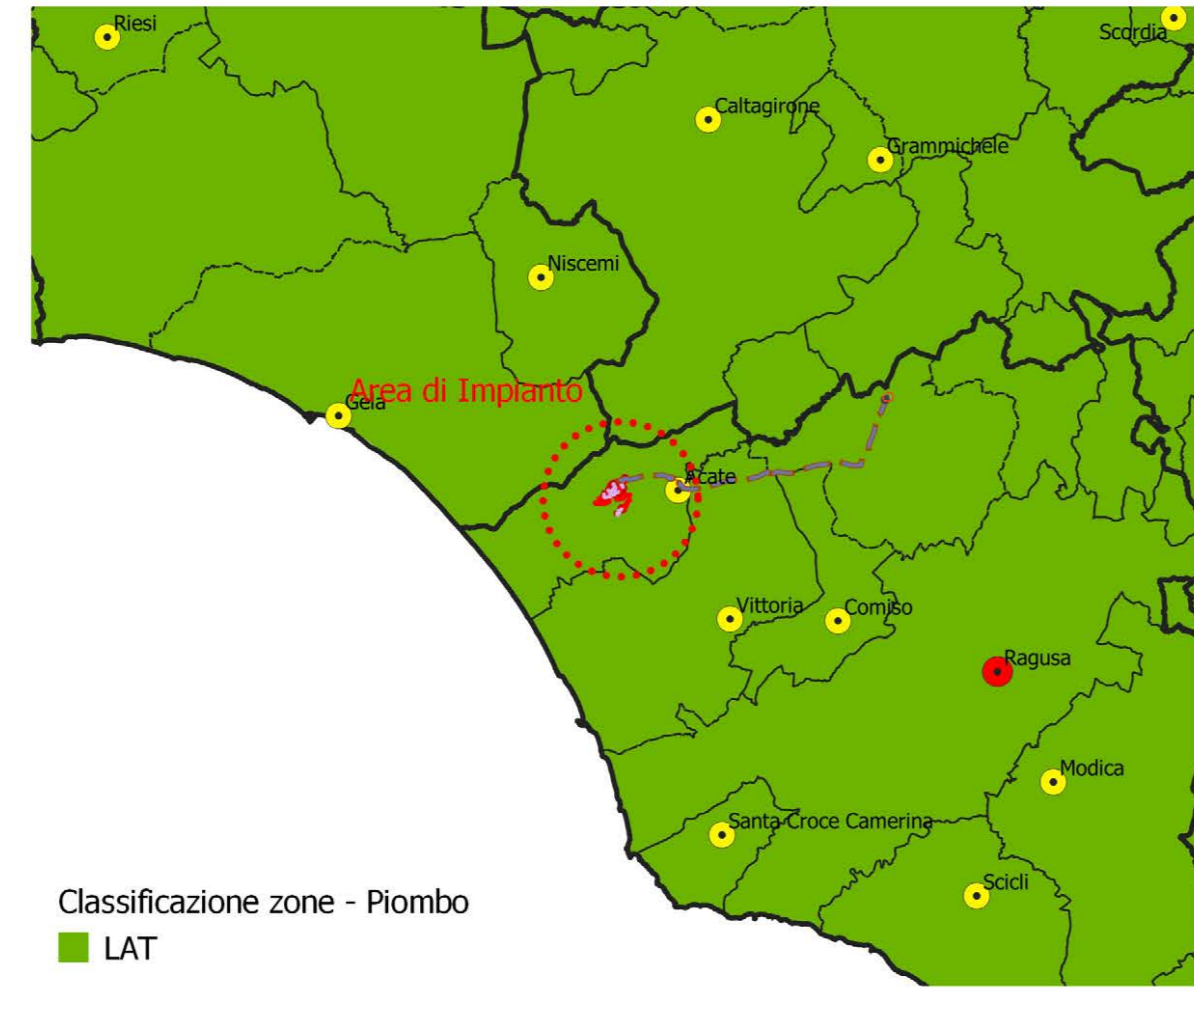 Riesi
Scordia
Caltagirone
Grammichele
Niscemi
Area di Impianto
Gela
Acate
Vittoria
Comiso
Ragusa
Modica
Santa Croce Camerina
Scicli
Classificazione zone - Piombo
LAT